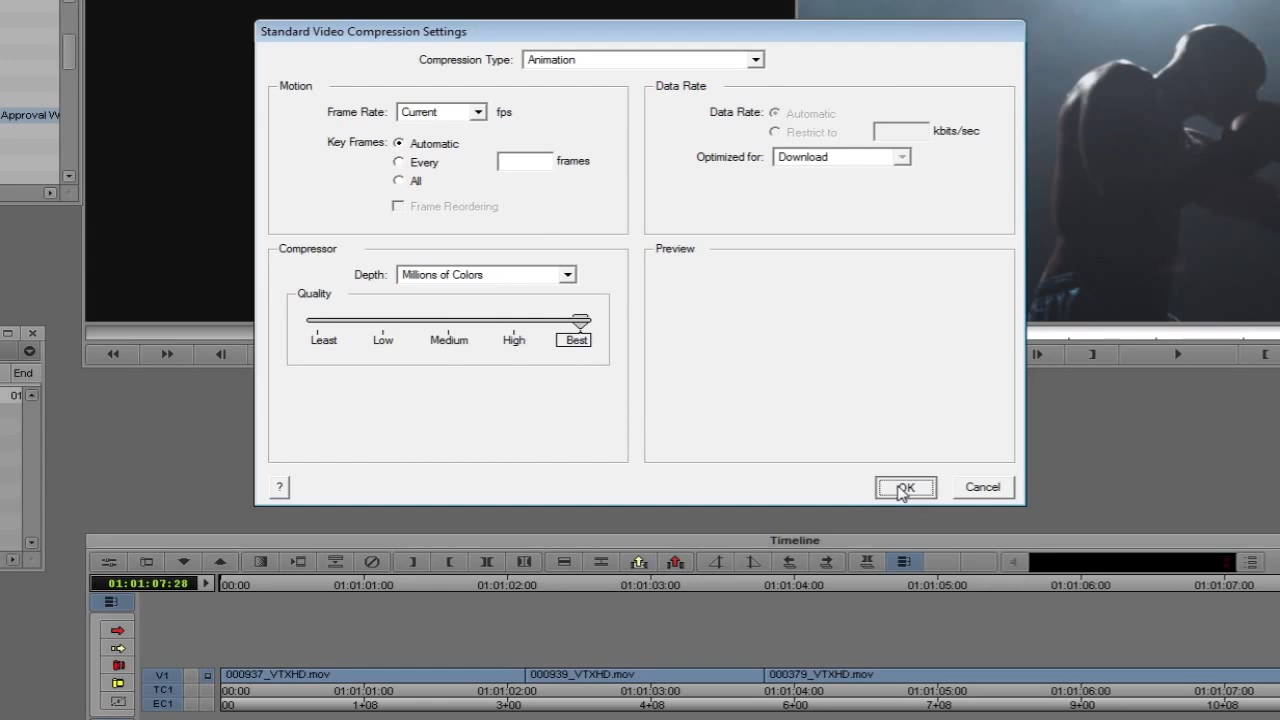 Standard Video Compression Settings
Compression Type: Animation
Motion
Data Rate
Frame Rate: Current fps
Data Rate: Automatic
Restrict to kbits/sec
Key Frames: Automatic
Every frames
All
Optimized for: Download
Frame Reordering
Approval W
Compressor
Preview
Depth: Millions of Colors
Quality
Least Low Medium High Best
End
01
? OK Cancel
Timeline
01:01:07:28
00:00 01:01:01:00 01:01:02:00 01:01:03:00 01:01:04:00 01:01:05:00 01:01:06:00 01:01:07:00
V1 000937_VTXHD.mov 000939_VTXHD.mov 000379_VTXHD.mov
TC1 00:00 01:01:01:00 01:01:02:00 01:01:03:00 01:01:04:00 01:01:05:00 01:01:06:00 01:01:07:00
EC1 00 1+08 3+00 4+08 6+00 7+08 9+00 10+08